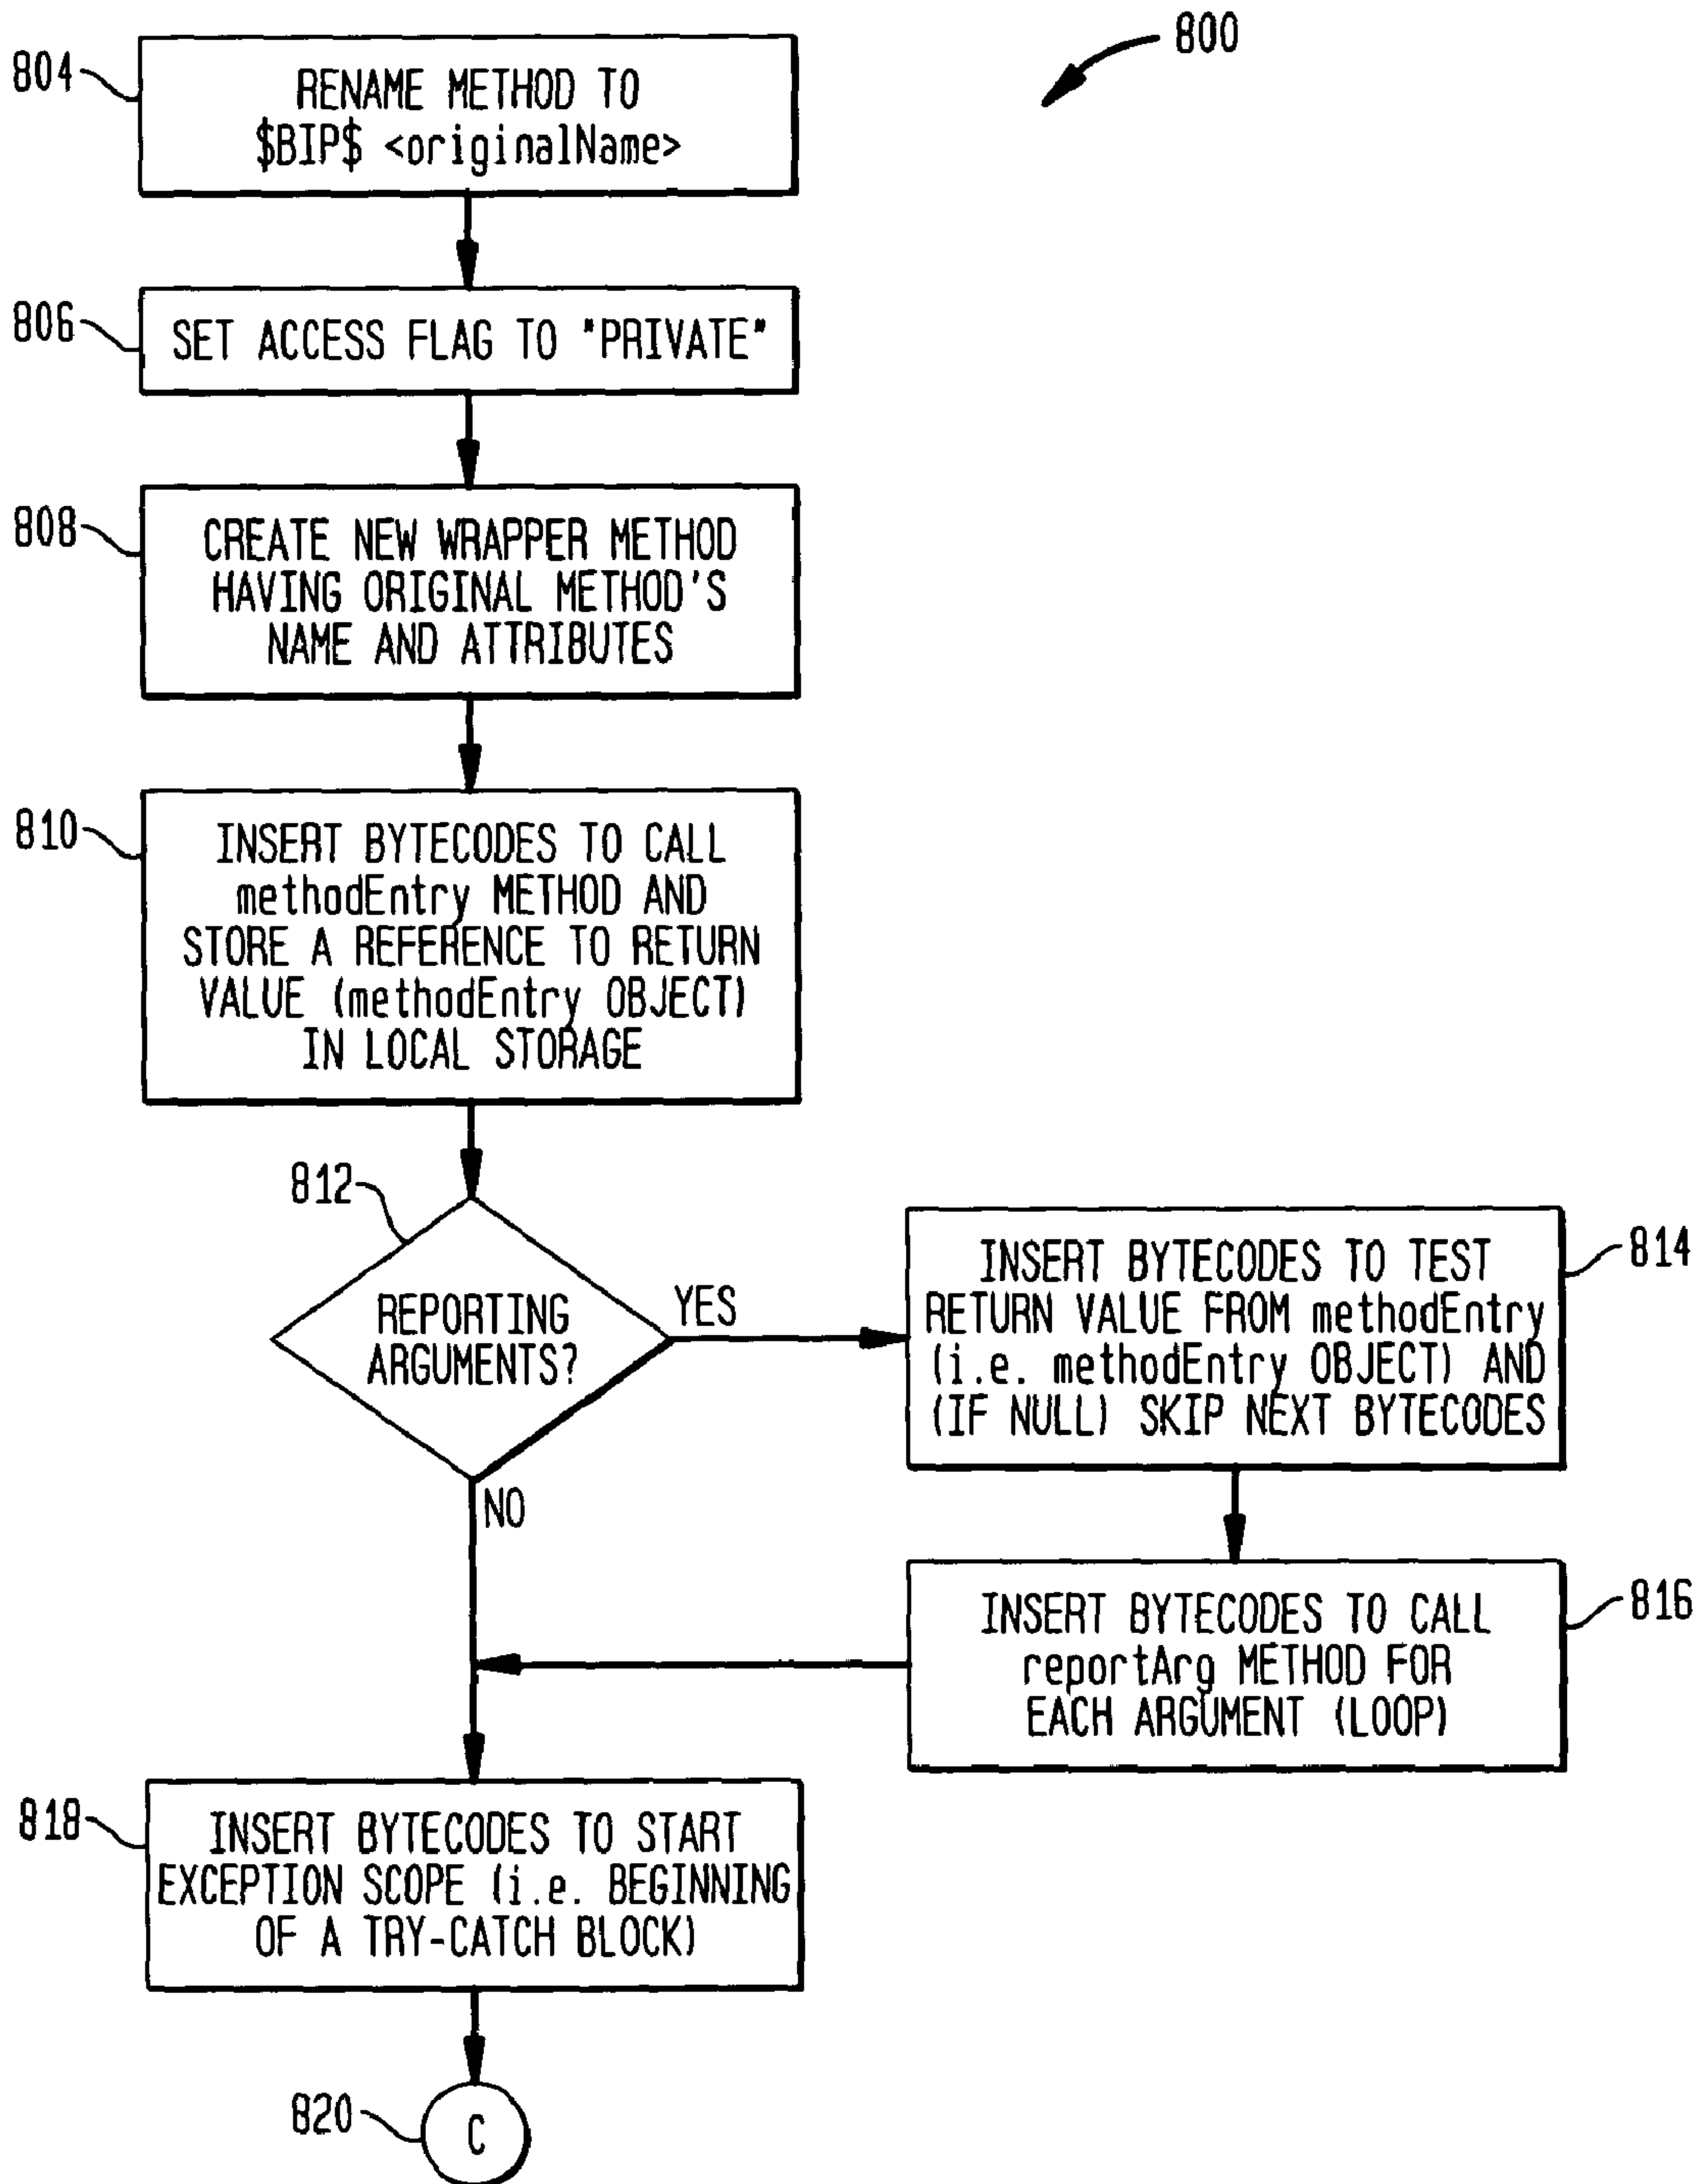 800
804
RENAME METHOD TO
$BIP$ <originalName>
806
SET ACCESS FLAG TO "PRIVATE"
808
CREATE NEW WRAPPER METHOD
HAVING ORIGINAL METHOD'S
NAME AND ATTRIBUTES
810
INSERT BYTECODES TO CALL
methodEntry METHOD AND
STORE A REFERENCE TO RETURN
VALUE (methodEntry OBJECT)
IN LOCAL STORAGE
812
REPORTING
ARGUMENTS?
YES
NO
814
INSERT BYTECODES TO TEST
RETURN VALUE FROM methodEntry
(i.e. methodEntry OBJECT) AND
(IF NULL) SKIP NEXT BYTECODES
816
INSERT BYTECODES TO CALL
reportArg METHOD FOR
EACH ARGUMENT (LOOP)
818
INSERT BYTECODES TO START
EXCEPTION SCOPE (i.e. BEGINNING
OF A TRY-CATCH BLOCK)
820
C